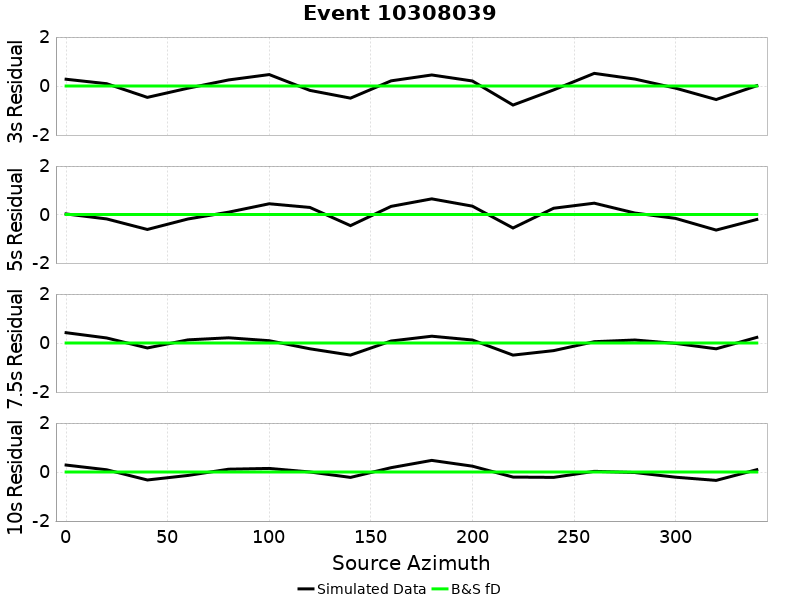 Event 10308039
3s Residual
2
0
-2
5s Residual
2
0
-2
7.5s Residual
2
0
-2
10s Residual
2
0
-2
0 50 100 150 200 250 300
Source Azimuth
Simulated Data B&S fD